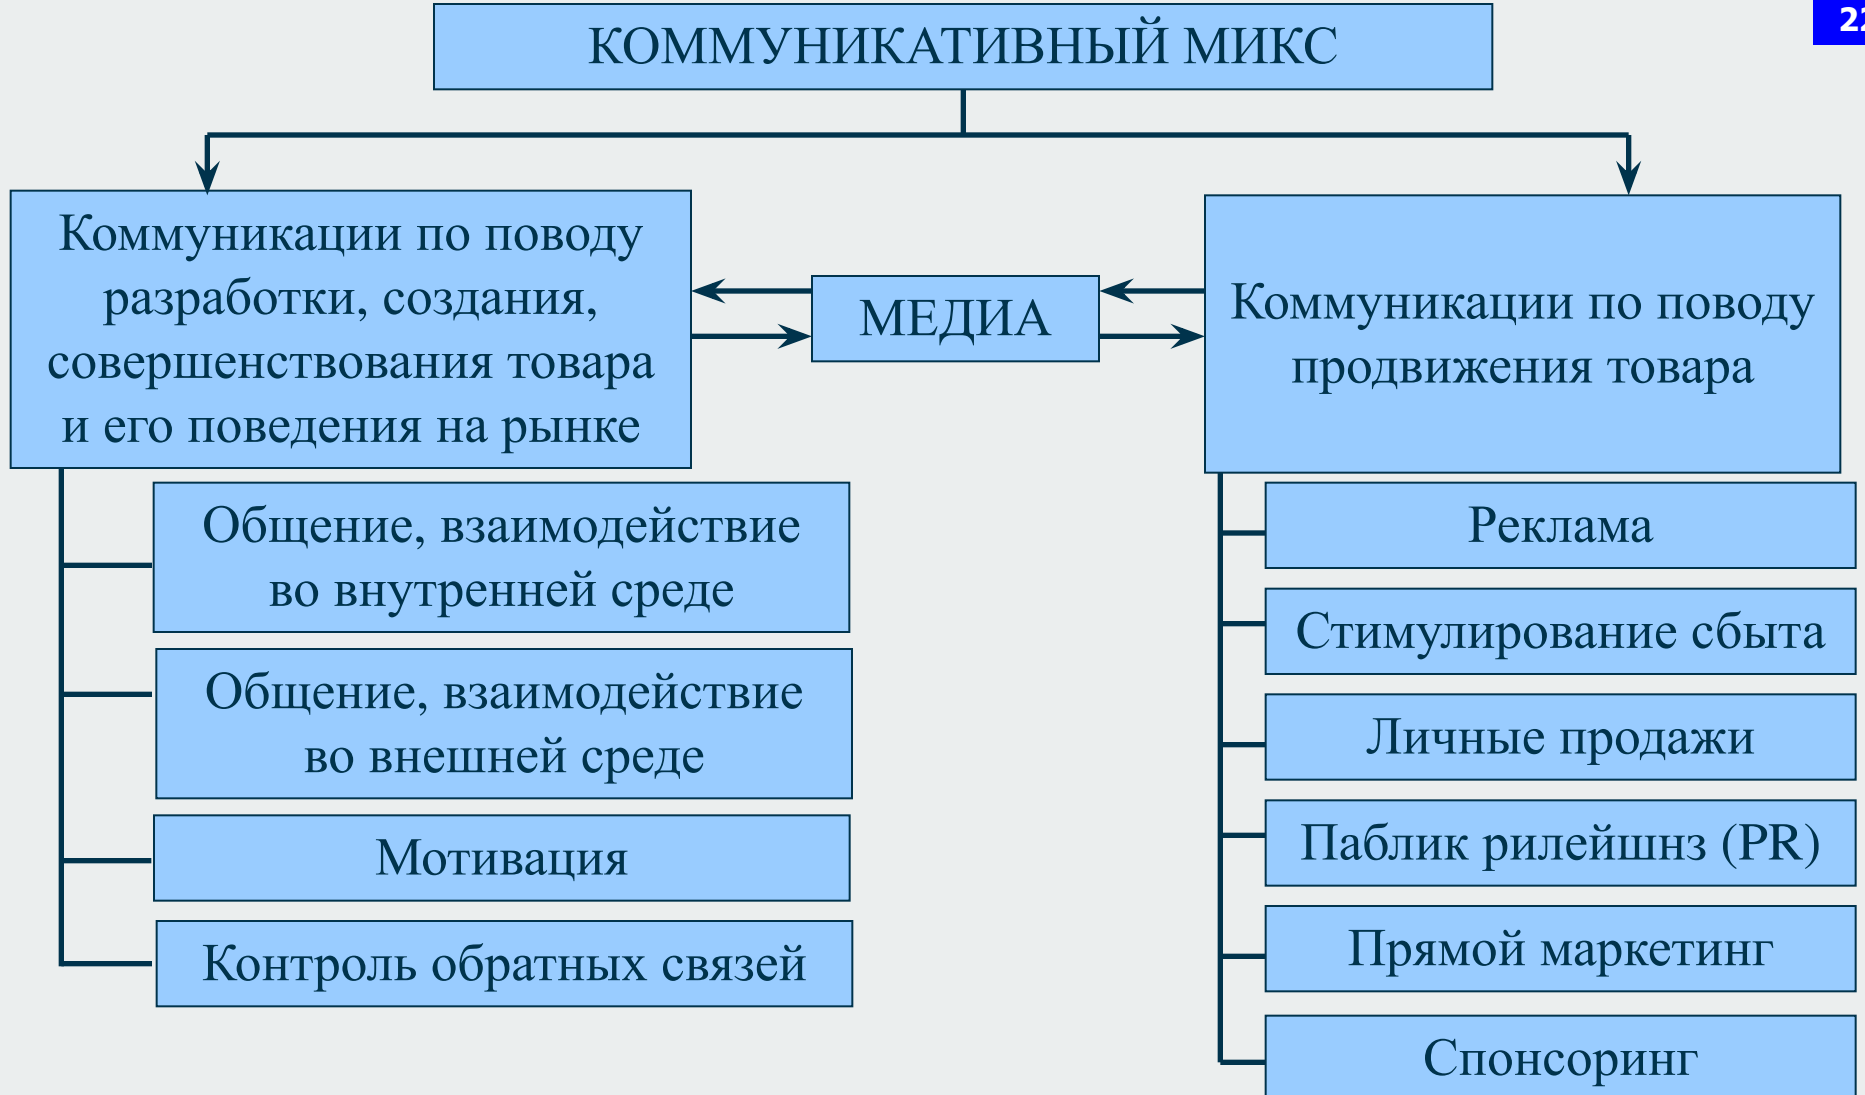 КОММУНИКАТИВНЫЙ МИКС
22
Коммуникации по поводу
разработки, создания,
совершенствования товара
и его поведения на рынке
МЕДИА
Коммуникации по поводу
продвижения товара
Общение, взаимодействие
во внутренней среде
Общение, взаимодействие
во внешней среде
Мотивация
Контроль обратных связей
Реклама
Стимулирование сбыта
Личные продажи
Паблик рилейшнз (PR)
Прямой маркетинг
Спонсоринг